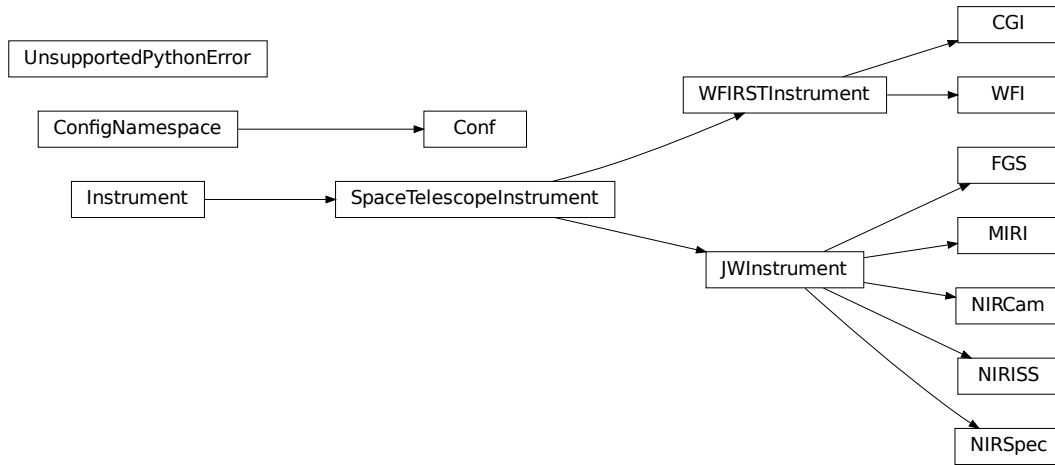 UnsupportedPythonError
ConfigNamespace
Conf
Instrument
SpaceTelescopeInstrument
WFIRSTInstrument
JWInstrument
CGI
WFI
FGS
MIRI
NIRCam
NIRISS
NIRSpec